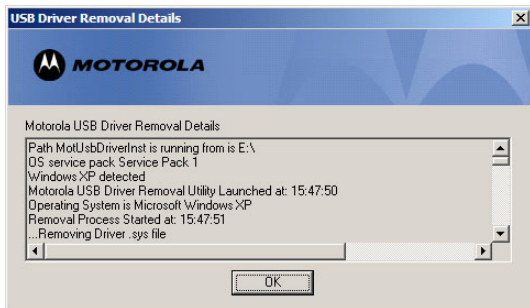 USB Driver Removal Details
MOTOROLA
Motorola USB Driver Removal Details
Path MotUsbDriverInst is running from is E:\
OS service pack Service Pack 1
Windows XP detected
Motorola USB Driver Removal Utility Launched at: 15:47:50
Operating System is Microsoft Windows XP
Removal Process Started at: 15:47:51
...Removing Driver .sys file
OK